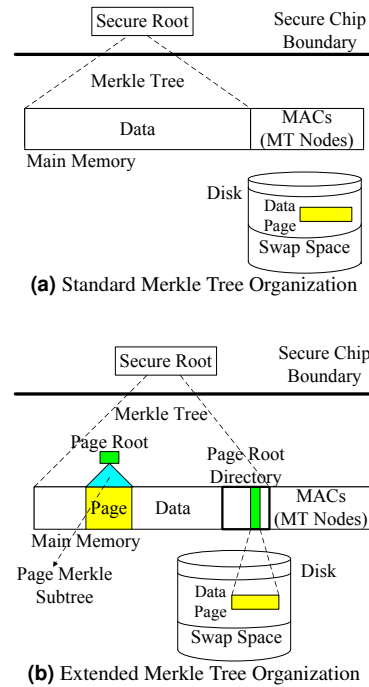 Secure Root
Secure Chip
Boundary
Merkle Tree
Data
MACs
(MT Nodes)
Main Memory
Disk
Data
Page
Swap Space
(a) Standard Merkle Tree Organization
Secure Root
Secure Chip
Boundary
Merkle Tree
Page Root
Page Root
Directory
Page
Data
MACs
(MT Nodes)
Main Memory
Page Merkle
Subtree
Disk
Data
Page
Swap Space
(b) Extended Merkle Tree Organization